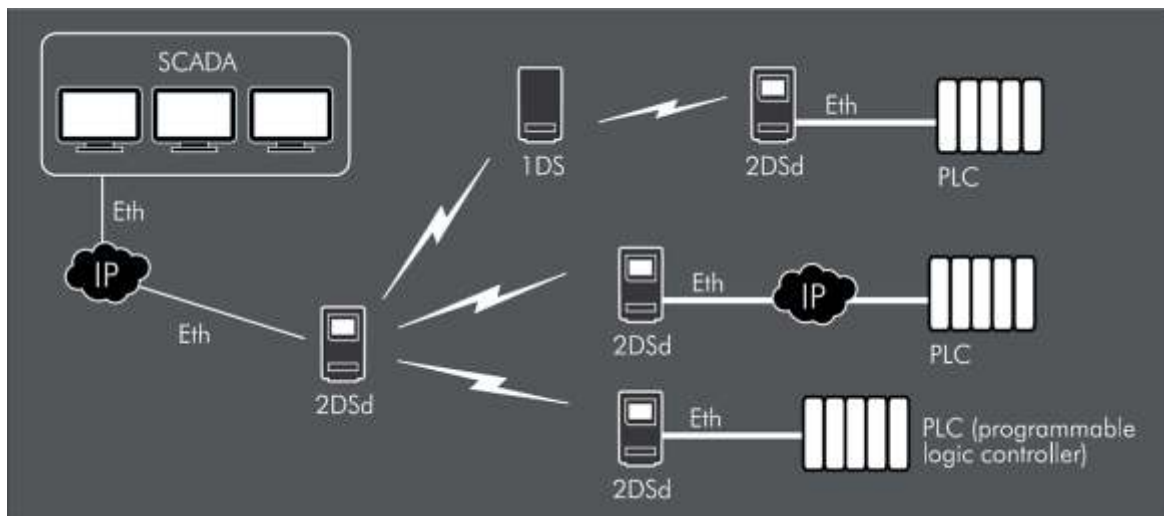 SCADA
Eth
IP
Eth
2DSd
1DS
2DSd
Eth
PLC
2DSd
Eth
IP
PLC
2DSd
Eth
PLC (programmable
logic controller)